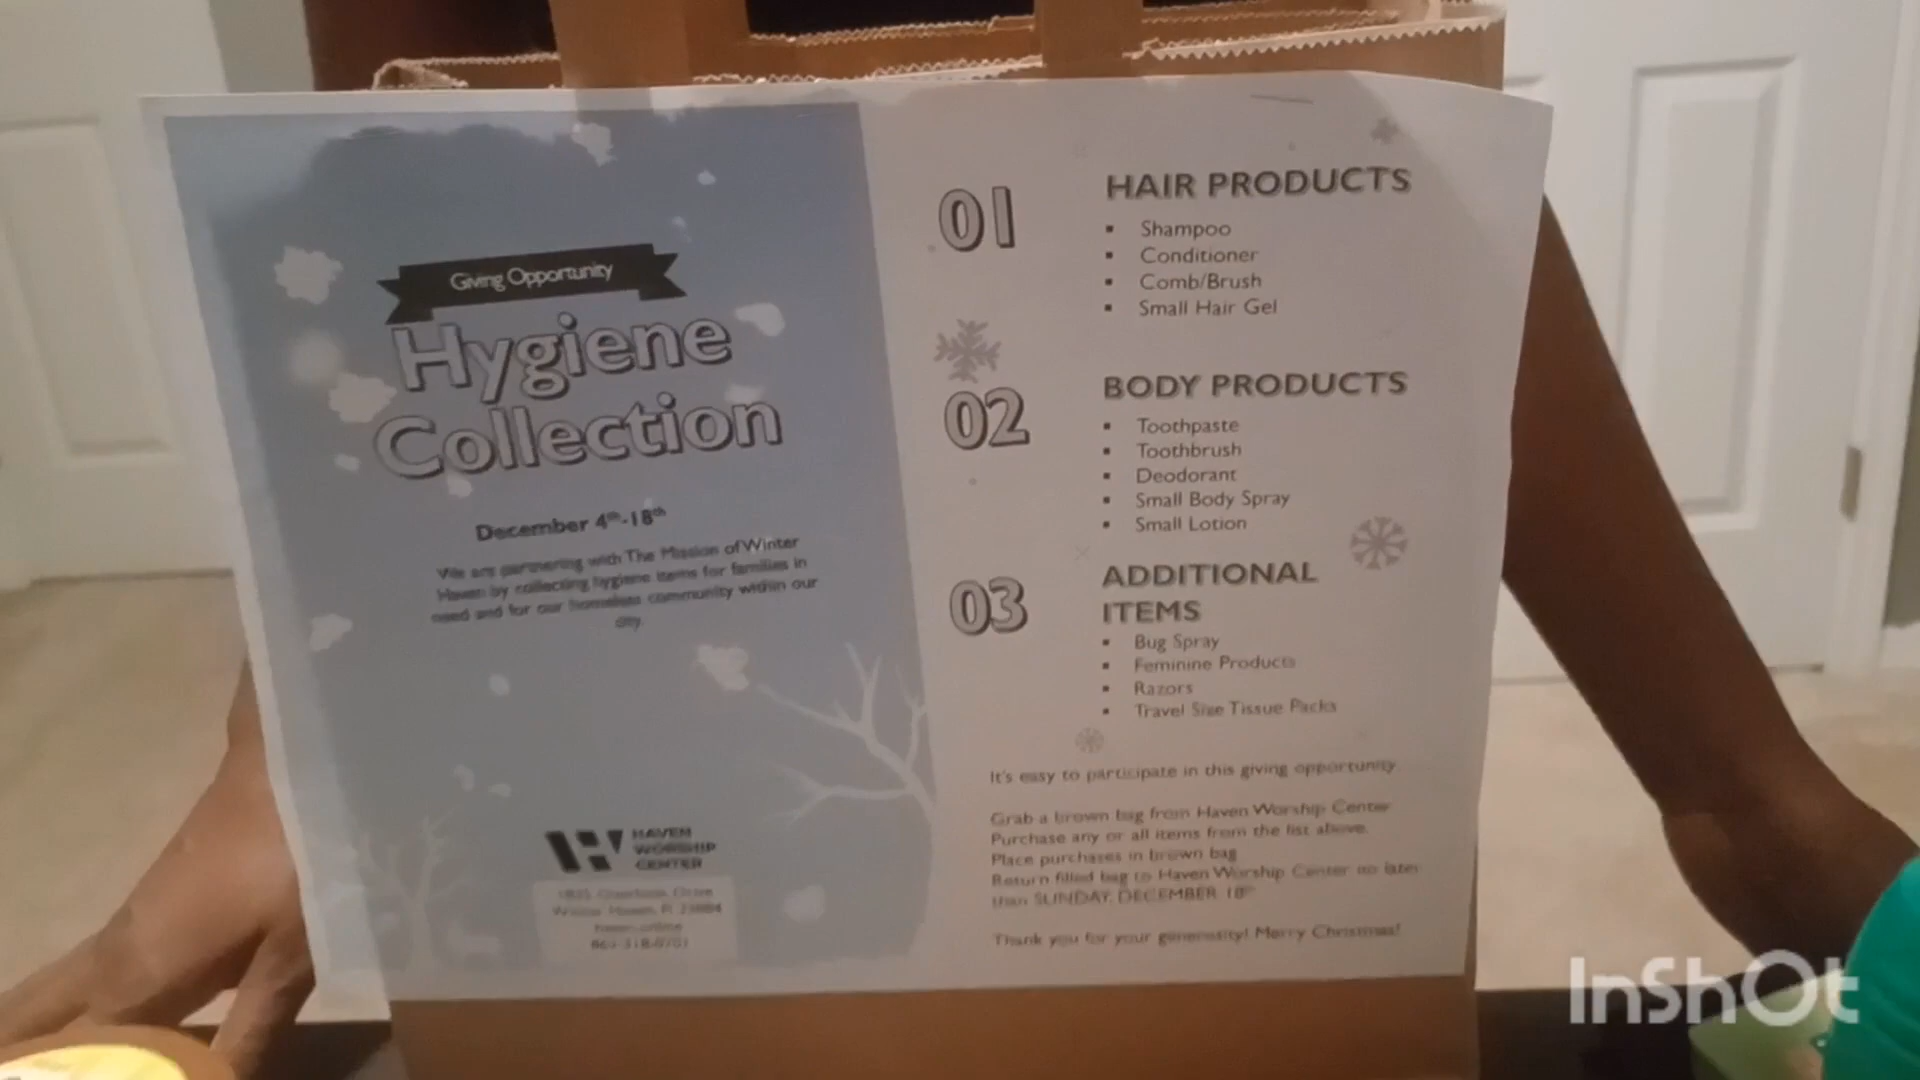 Giving Opportunity
Hygiene
Collection
December 4th-18th
We are partnering with The Mission of Winter
Haven by collecting hygiene items for families in
need and for our homeless community within our
city.
HAVEN
WORSHIP
CENTER
Winter Haven, FL
haven.online
01
HAIR PRODUCTS
▪ Shampoo
▪ Conditioner
▪ Comb/Brush
▪ Small Hair Gel
02
BODY PRODUCTS
▪ Toothpaste
▪ Toothbrush
▪ Deodorant
▪ Small Body Spray
▪ Small Lotion
03
ADDITIONAL
ITEMS
▪ Bug Spray
▪ Feminine Products
▪ Razors
▪ Travel Size Tissue Packs
It's easy to participate in this giving opportunity.
Grab a brown bag from Haven Worship Center
Purchase any or all items from the list above.
Place purchases in brown bag
Return filled bag to Haven Worship Center no later
than SUNDAY, DECEMBER 18th
Thank you for your generosity! Merry Christmas!
InShOt